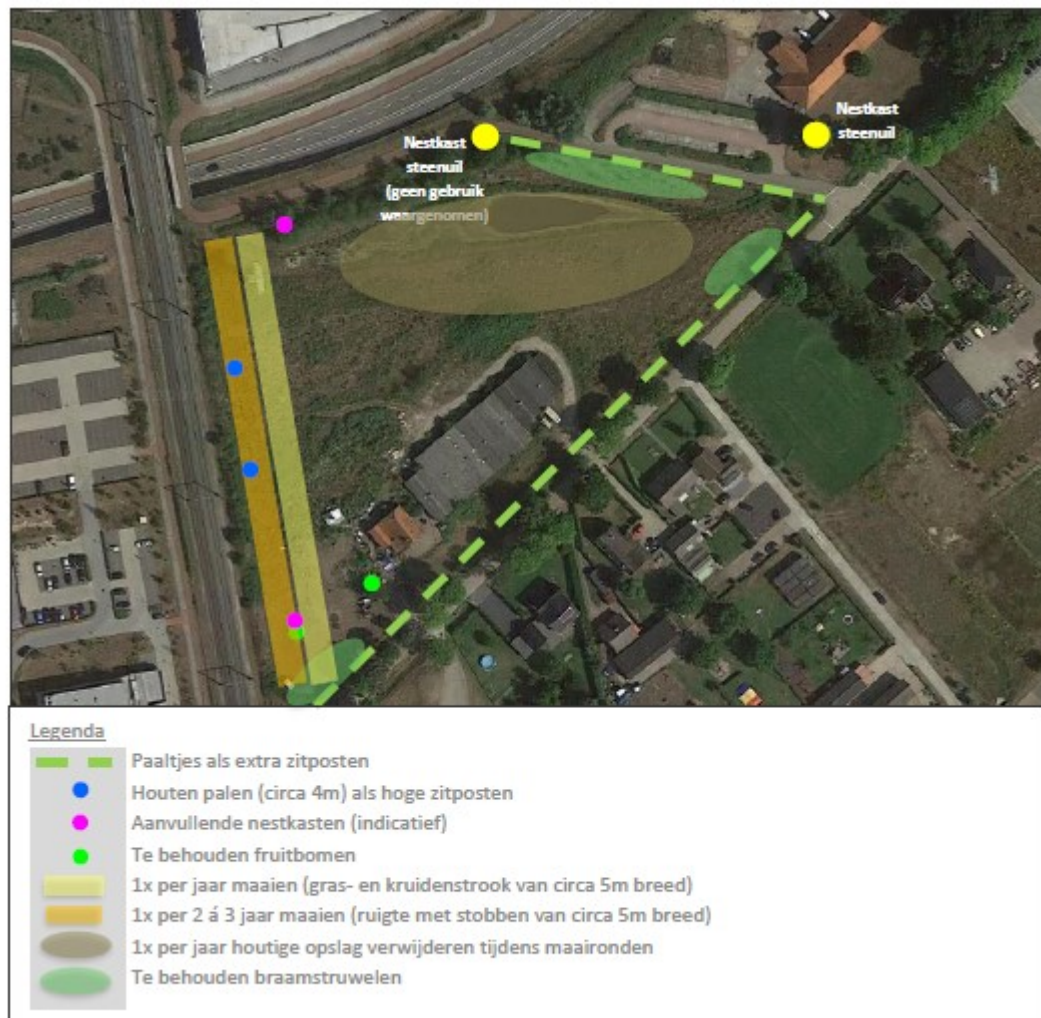 Nestkast
steenuil
(geen gebruik
waargenomen)
Nestkast
steenuil
Legenda
Paaltjes als extra zitposten
Houten palen (circa 4m) als hoge zitposten
Aanvullende nestkasten (indicatief)
Te behouden fruitbomen
1x per jaar maaien (gras- en kruidenstrook van circa 5m breed)
1x per 2 á 3 jaar maaien (ruigte met stobben van circa 5m breed)
1x per jaar houtige opslag verwijderen tijdens maaironden
Te behouden braamstruwelen